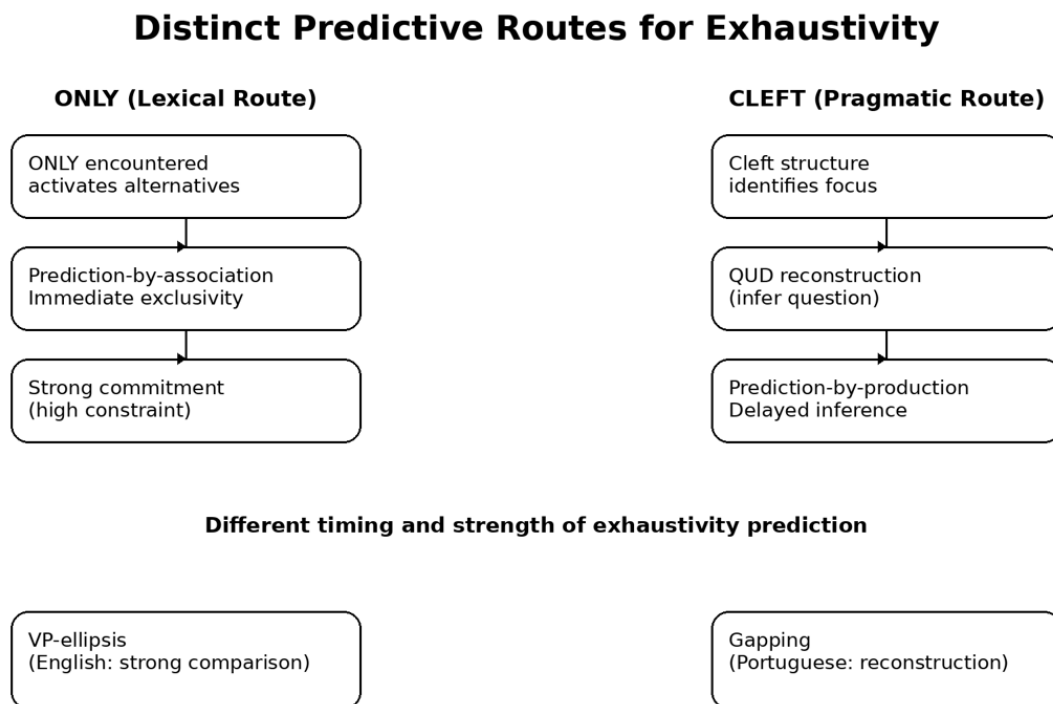 Distinct Predictive Routes for Exhaustivity
ONLY (Lexical Route)
ONLY encountered
activates alternatives
Prediction-by-association
Immediate exclusivity
Strong commitment
(high constraint)
CLEFT (Pragmatic Route)
Cleft structure
identifies focus
QUD reconstruction
(infer question)
Prediction-by-production
Delayed inference
Different timing and strength of exhaustivity prediction
VP-ellipsis
(English: strong comparison)
Gapping
(Portuguese: reconstruction)